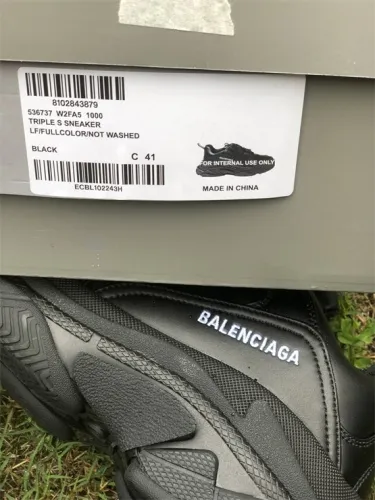 8102843879
536737 W2FA5 1000
TRIPLE S SNEAKER
LF/FULLCOLOR/NOT WASHED
BLACK
C 41
FOR INTERNAL USE ONLY
ECBL102243H
MADE IN CHINA
BALENCIAGA